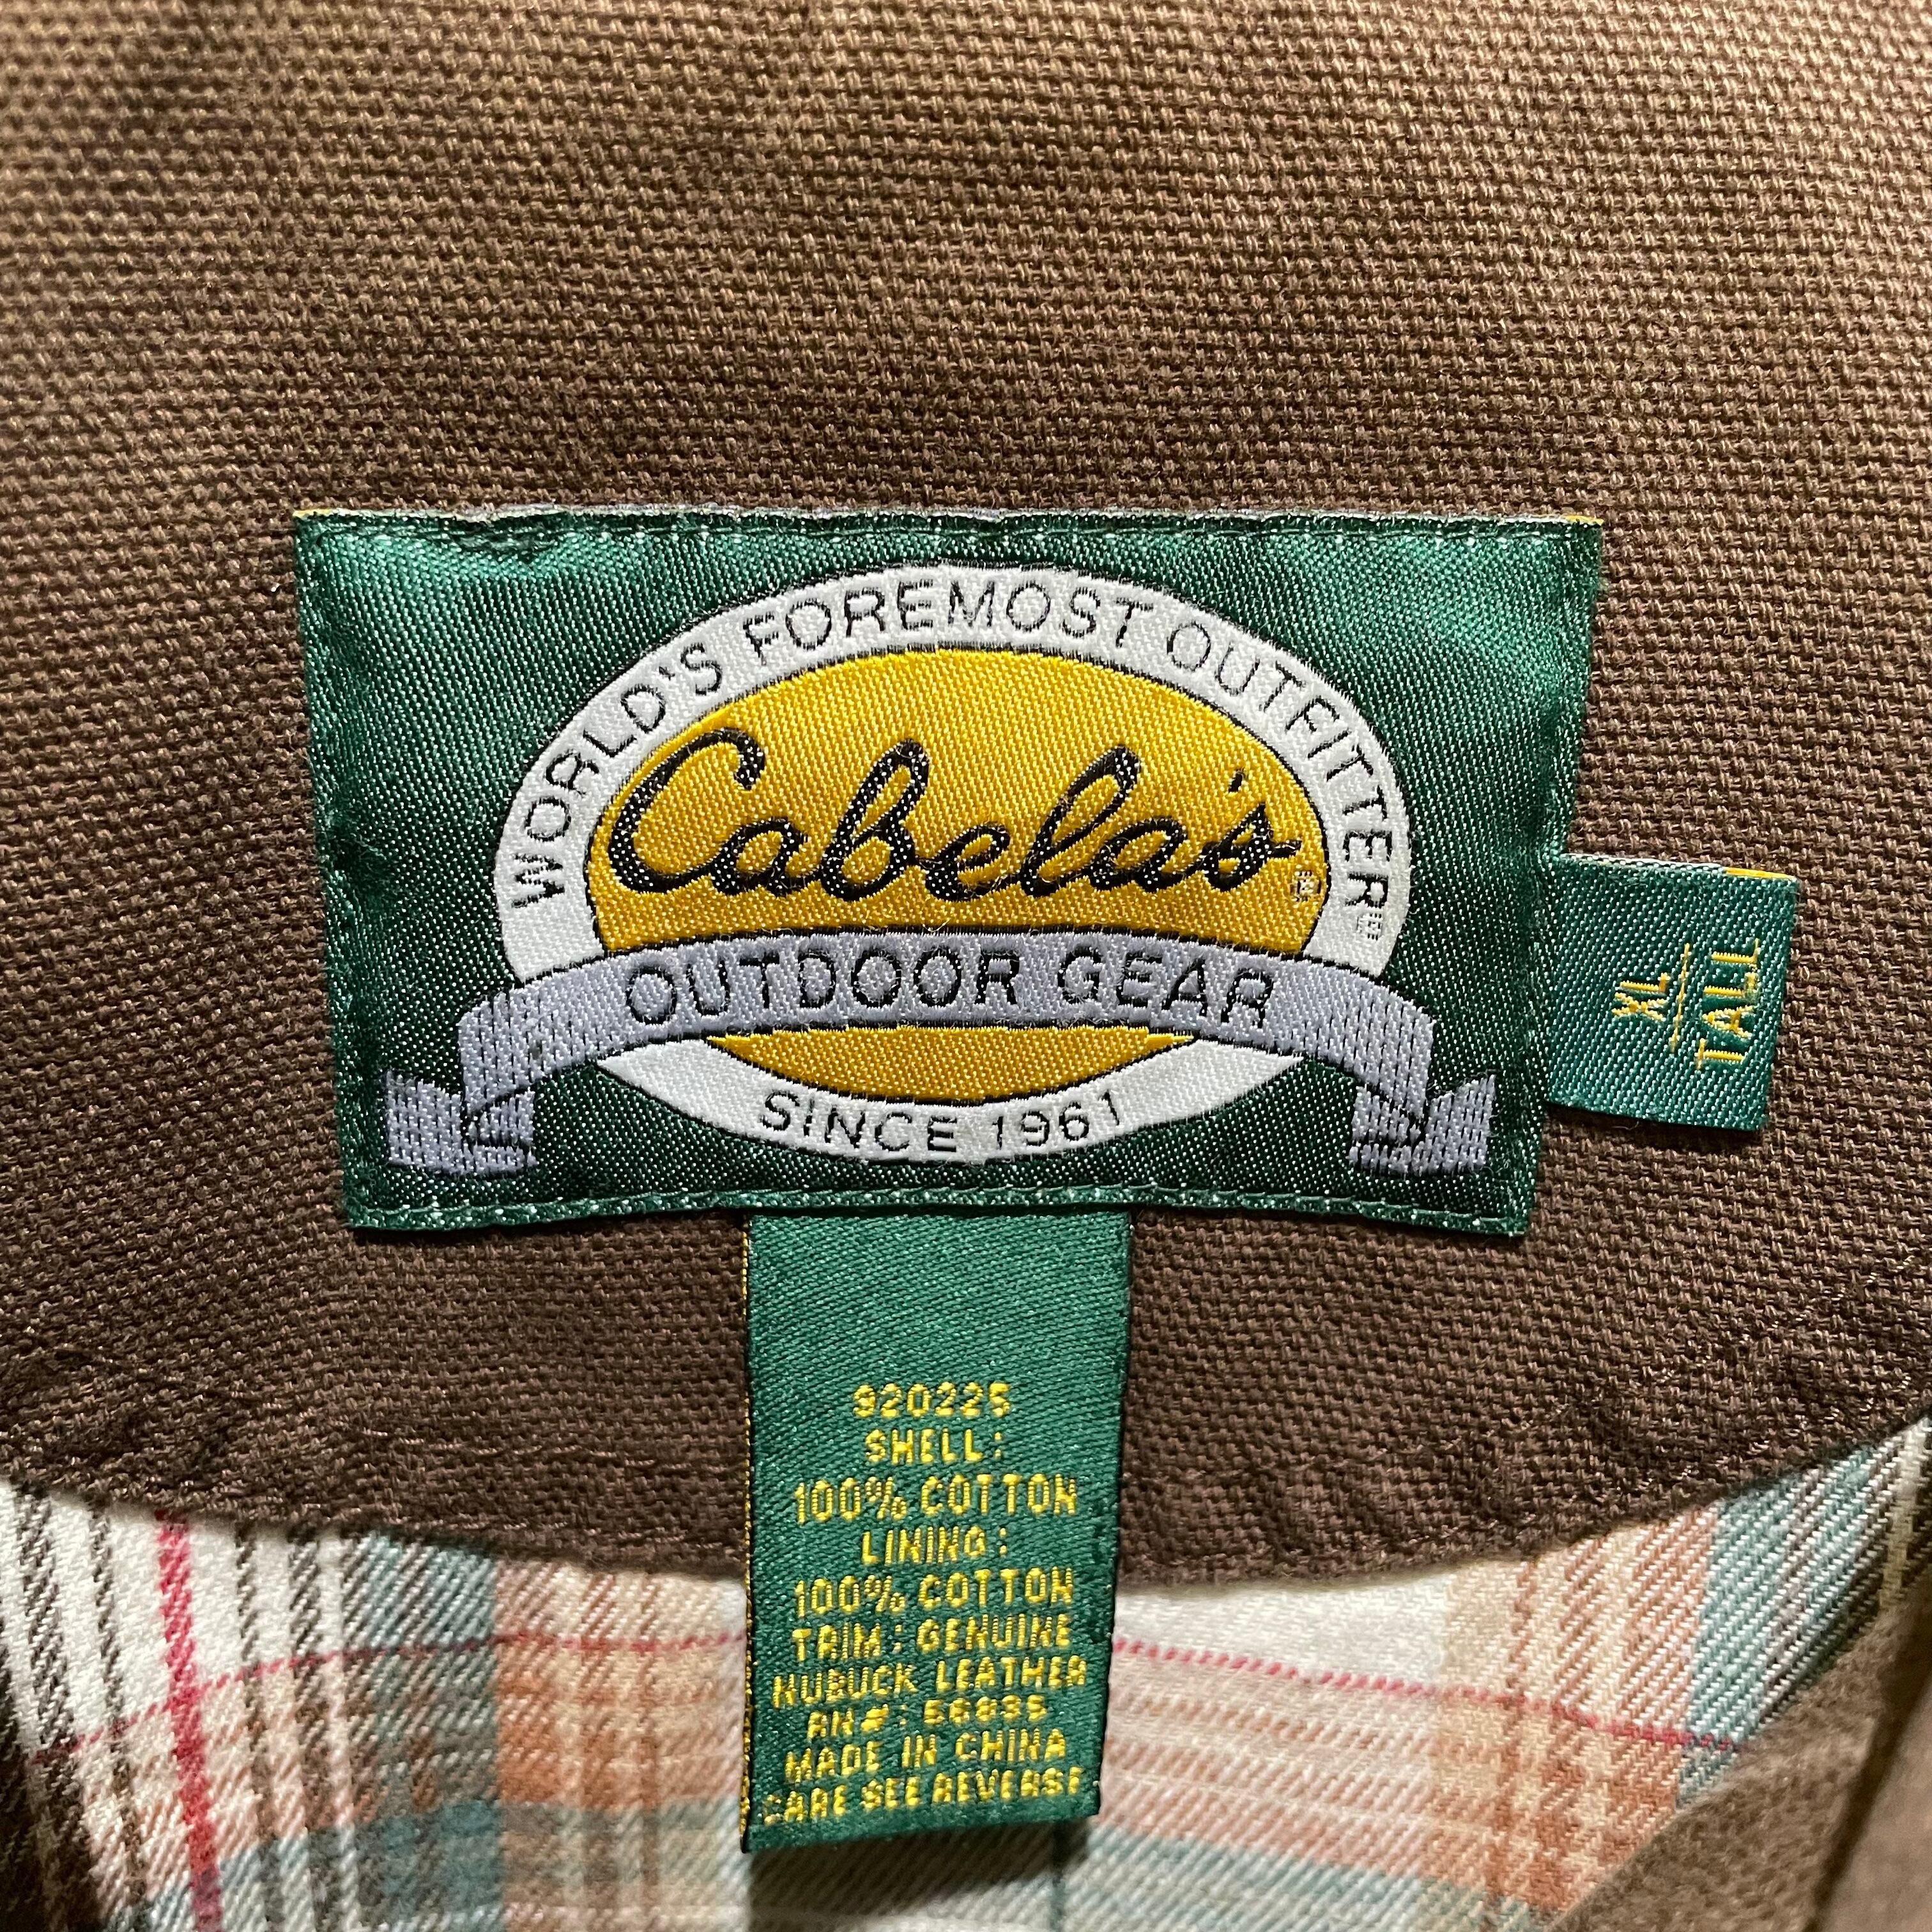 WORLD'S FOREMOST OUTFITTER®
Cabela's®
OUTDOOR GEAR
SINCE 1961
XL
TALL
920225
SHELL:
100% COTTON
LINING:
100% COTTON
TRIM: GENUINE
NUBUCK LEATHER
RN#: 56835
MADE IN CHINA
CARE SEE REVERSE